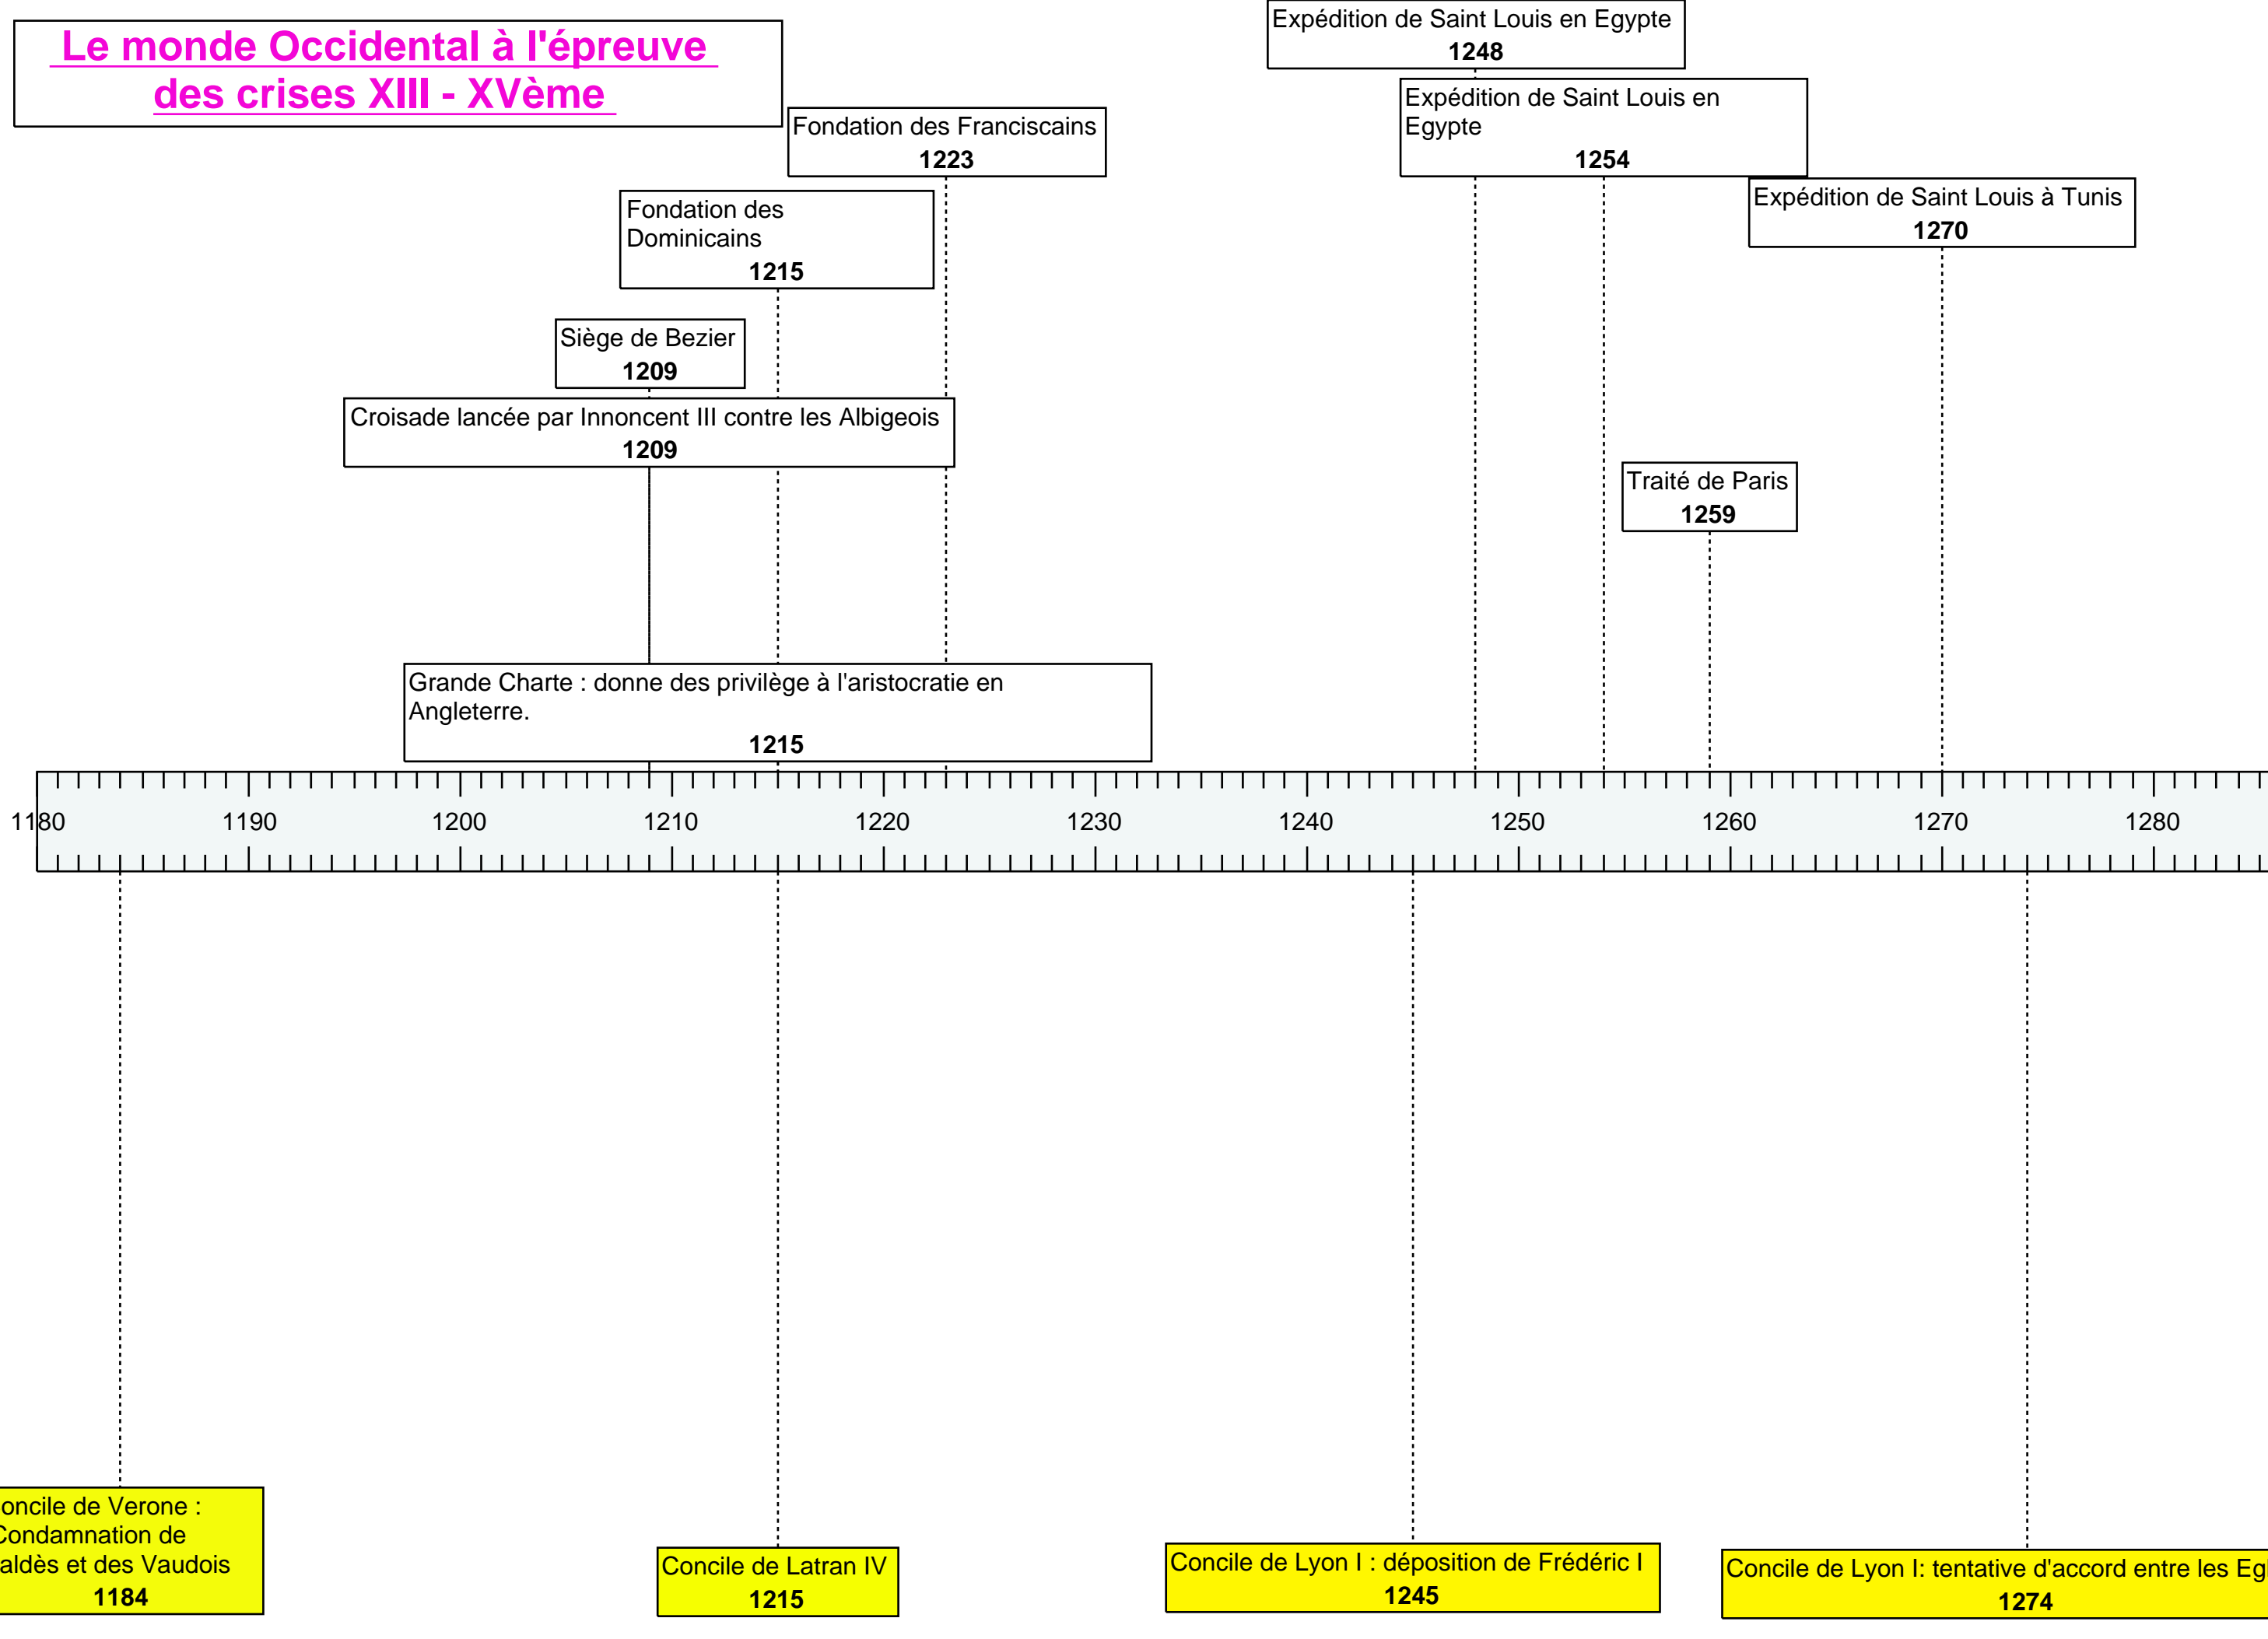 Le monde Occidental à l'épreuve
des crises XIII - XVème
Expédition de Saint Louis en Egypte
1248
Expédition de Saint Louis en
Egypte
1254
Fondation des Franciscains
1223
Expédition de Saint Louis à Tunis
1270
Fondation des
Dominicains
1215
Siège de Bezier
1209
Croisade lancée par Innoncent III contre les Albigeois
1209
Traité de Paris
1259
Grande Charte : donne des privilège à l'aristocratie en
Angleterre.
1215
1180 1190 1200 1210 1220 1230 1240 1250 1260 1270 1280
oncile de Verone :
Condamnation de
aldès et des Vaudois
1184
Concile de Latran IV
1215
Concile de Lyon I : déposition de Frédéric I
1245
Concile de Lyon I: tentative d'accord entre les Eg
1274